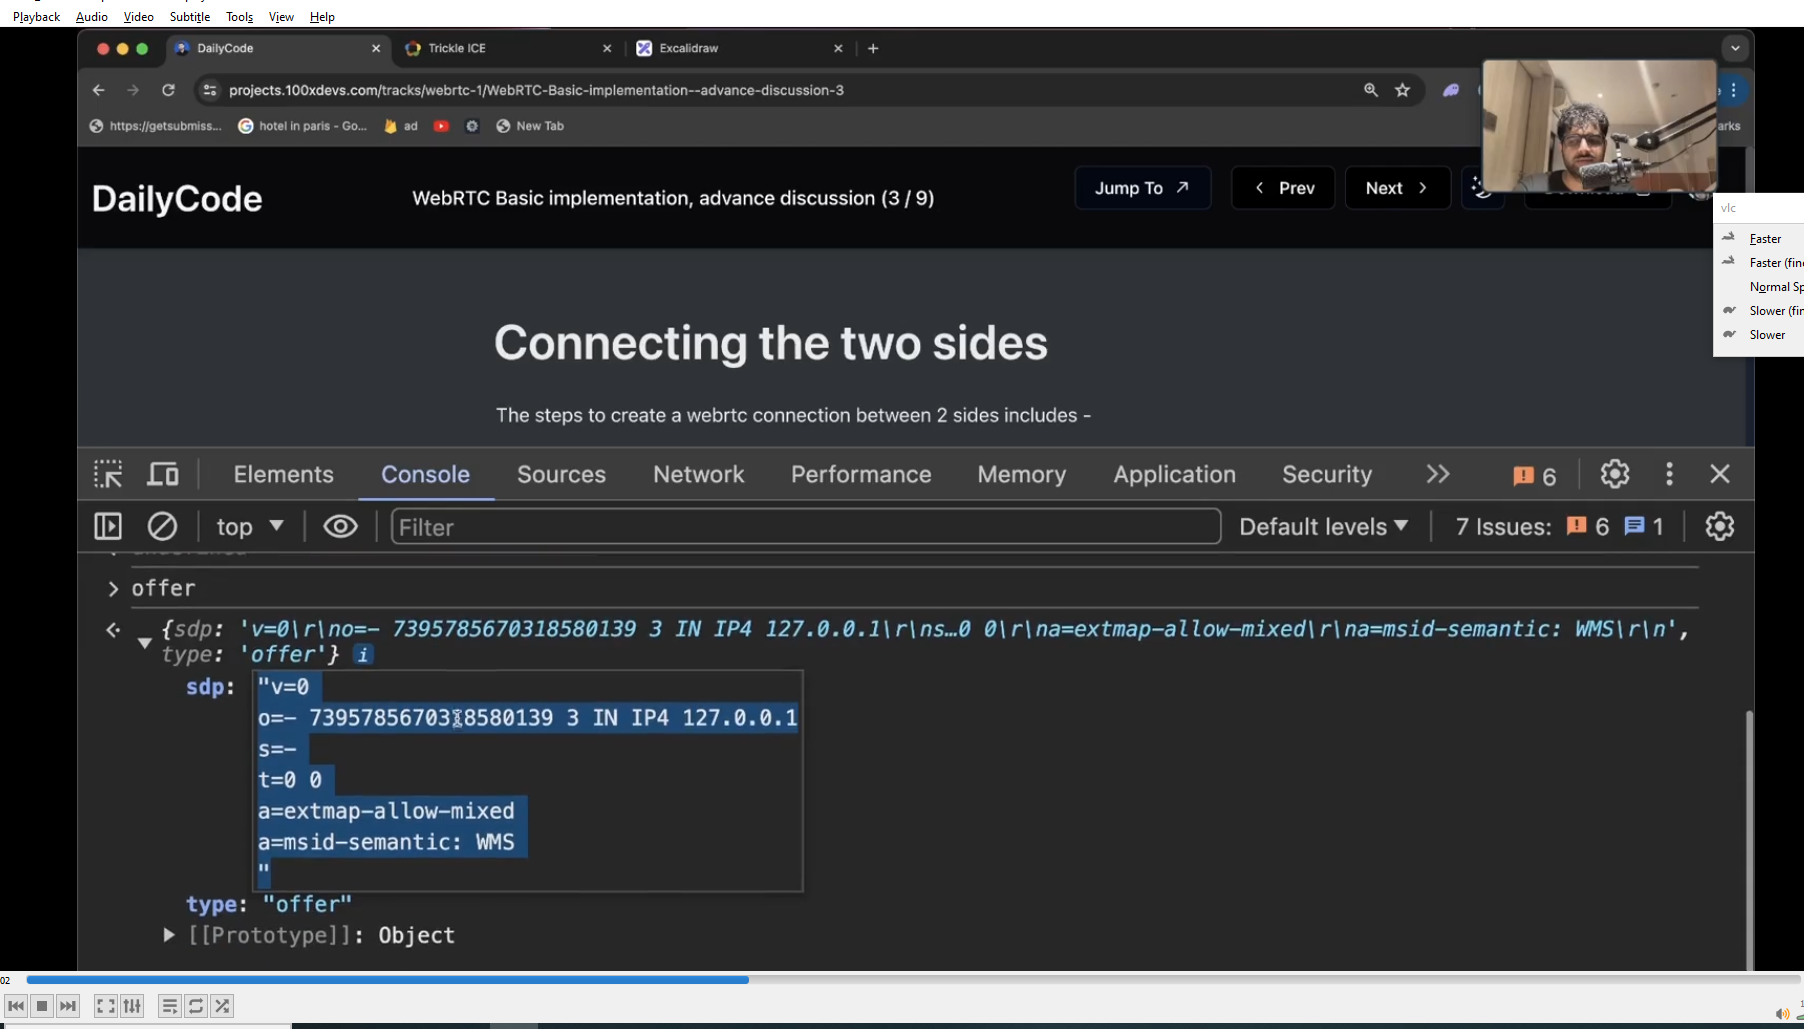 Playback Audio Video Subtitle Tools View Help
DailyCode
Trickle ICE
Excalidraw
projects.100xdevs.com/tracks/webrtc-1/WebRTC-Basic-implementation--advance-discussion-3
https://getsubmiss...
hotel in paris - Go...
ad
New Tab
arks
DailyCode
WebRTC Basic implementation, advance discussion (3 / 9)
Jump To
Prev
Next
vlc
Faster
Faster (fin
Normal Sp
Slower (fin
Slower
Connecting the two sides
The steps to create a webrtc connection between 2 sides includes -
Elements Console Sources Network Performance Memory Application Security
6
top
Filter
Default levels
7 Issues: 6 1
offer
{sdp: 'v=0\r\no=- 7395785670318580139 3 IN IP4 127.0.0.1\r\ns…0 0\r\na=extmap-allow-mixed\r\na=msid-semantic: WMS\r\n',
type: 'offer'} i
sdp: "v=0
o=- 7395785670318580139 3 IN IP4 127.0.0.1
s=-
t=0 0
a=extmap-allow-mixed
a=msid-semantic: WMS
"
type: "offer"
[[Prototype]]: Object
02